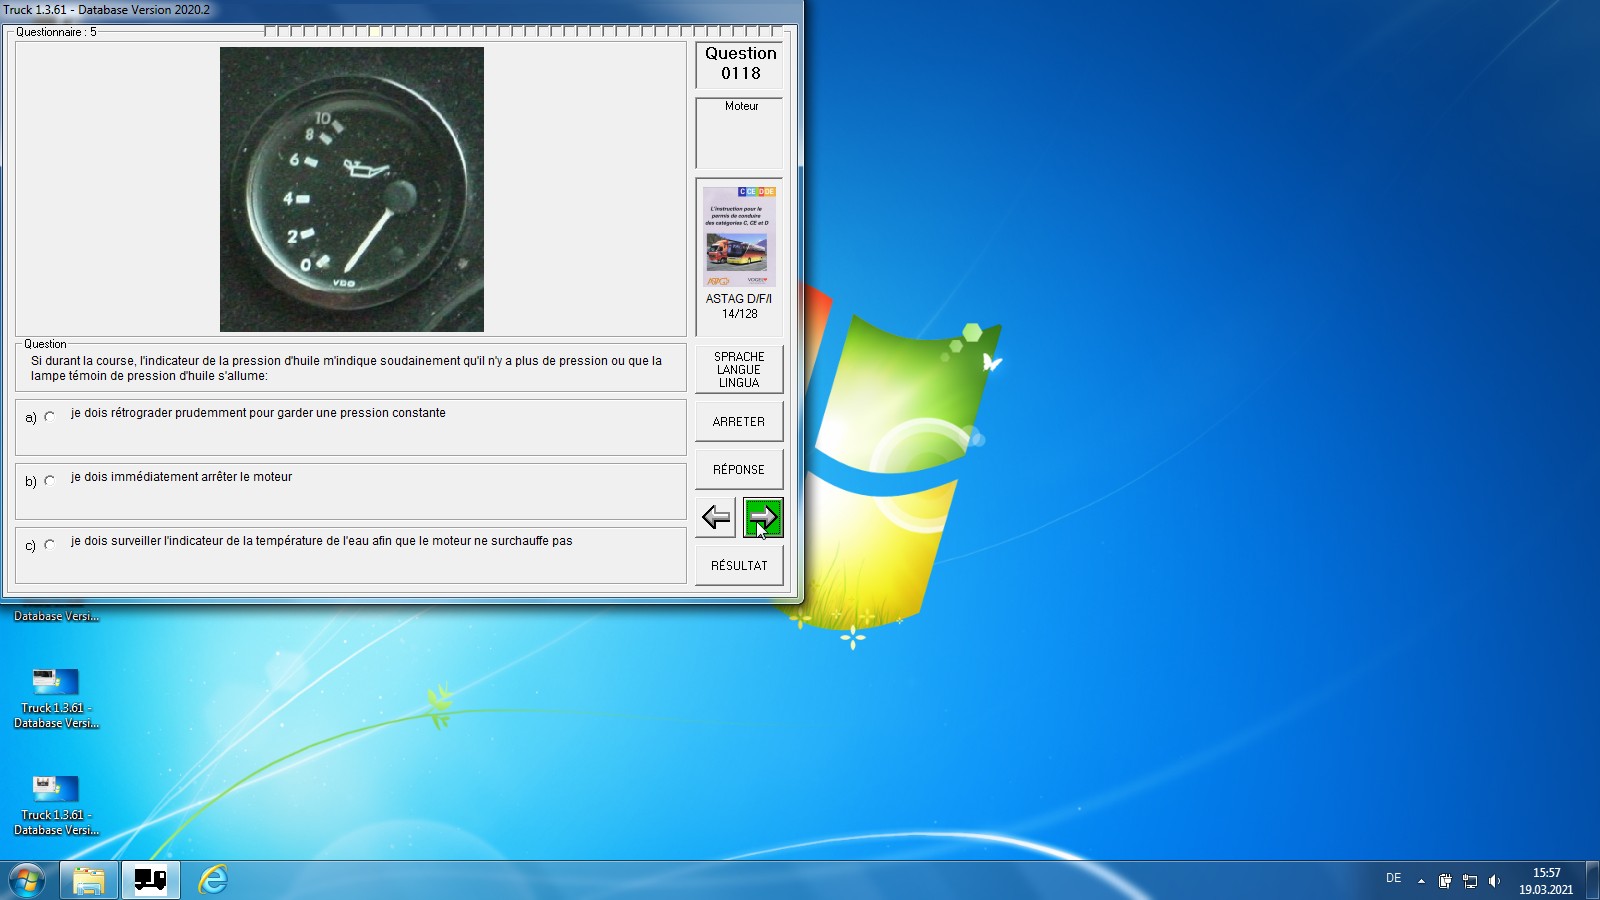 Truck 1.3.61 - Database Version 2020.2
Questionnaire : 5
10
8
6
4
2
0
VDO
Question
0118
Moteur
C CE D DE
L'instruction pour le
permis de conduire
des catégories C, CE et D
ASTAG D/F/I
14/128
Question
Si durant la course, l'indicateur de la pression d'huile m'indique soudainement qu'il n'y a plus de pression ou que la
lampe témoin de pression d'huile s'allume:
a) je dois rétrograder prudemment pour garder une pression constante
b) je dois immédiatement arrêter le moteur
c) je dois surveiller l'indicateur de la température de l'eau afin que le moteur ne surchauffe pas
SPRACHE
LANGUE
LINGUA
ARRETER
RÉPONSE
RÉSULTAT
Database Versi...
Truck 1.3.61 -
Database Versi...
Truck 1.3.61 -
Database Versi...
DE
15:57
19.03.2021